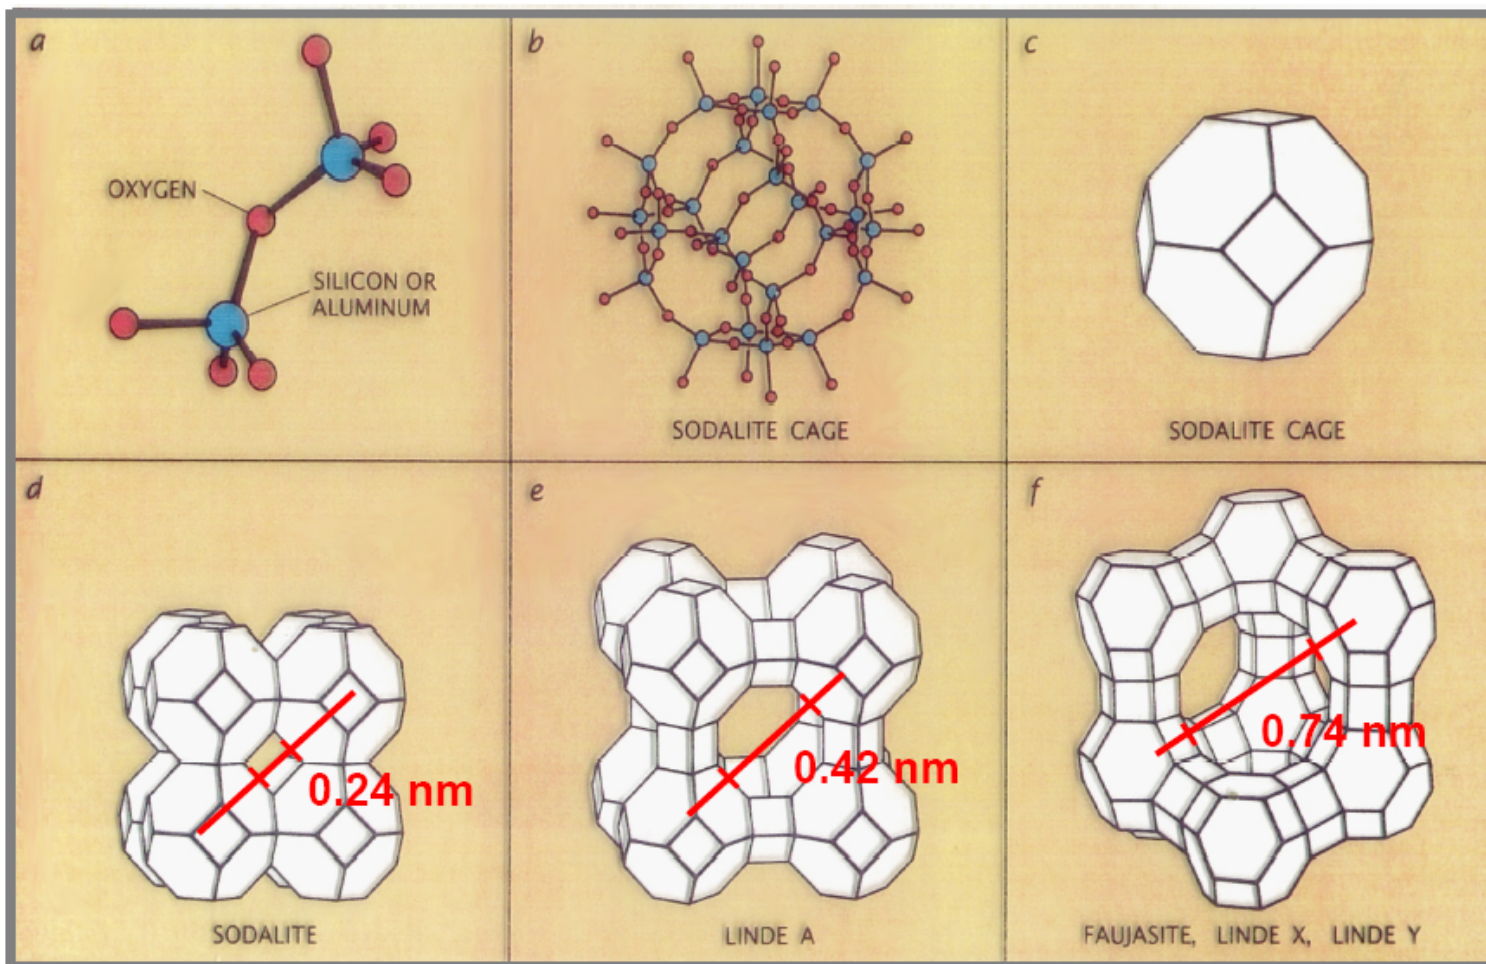 a
OXYGEN
SILICON OR
ALUMINUM
b
SODALITE CAGE
c
SODALITE CAGE
d
0.24 nm
SODALITE
e
0.42 nm
LINDE A
f
0.74 nm
FAUJASITE, LINDE X, LINDE Y